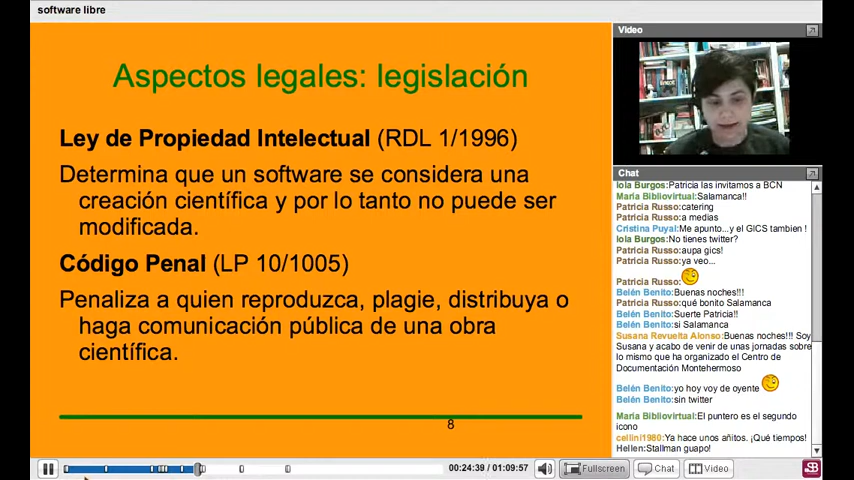 software libre
Aspectos legales: legislación
Ley de Propiedad Intelectual (RDL 1/1996)
Determina que un software se considera una
creación científica y por lo tanto no puede ser
modificada.
Código Penal (LP 10/1005)
Penaliza a quien reproduzca, plagie, distribuya o
haga comunicación pública de una obra
científica.
8
Video
Chat
lola Burgos:Patricia las invitamos a BCN
Maria Bibliovirtual:Salamanca!!
Patricia Russo:catering
Patricia Russo:a medias
Cristina Puyal:Me apunto...y el GICS tambien !
lola Burgos:No tienes twitter?
Patricia Russo:aupa gics!
Patricia Russo:ya veo...
Patricia Russo:
Belén Benito:Buenas noches!!!
Patricia Russo:qué bonito Salamanca
Belén Benito:Suerte Patricia!!
Belén Benito:si Salamanca
Susana Revuelta Alonso:Buenas noches!!! Soy
Susana y acabo de venir de unas jornadas sobre
lo mismo que ha organizado el Centro de
Documentación Montehermoso
Belén Benito:yo hoy voy de oyente
Belén Benito:sin twitter
Maria Bibliovirtual:El puntero es el segundo
icono
cellini1980:Ya hace unos añitos. ¡Qué tiempos!
Hellen:Stallman guapo!
00:24:39 / 01:09:57
Fullscreen
Chat
Video
SB